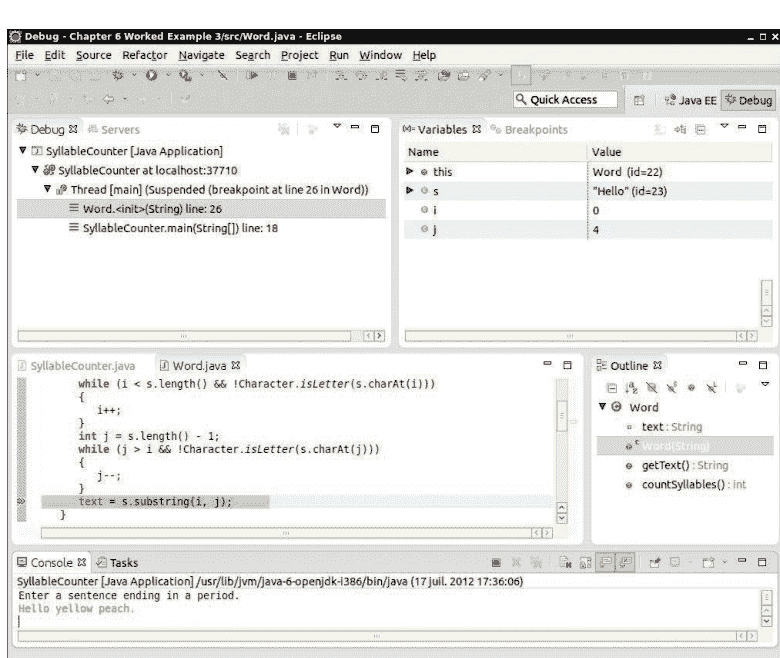 Debug - Chapter 6 Worked Example 3/src/Word.java - Eclipse
File Edit Source Refactor Navigate Search Project Run Window Help
Quick Access
Java EE
Debug
Debug
Servers
SyllableCounter [Java Application]
SyllableCounter at localhost:37710
Thread [main] (Suspended (breakpoint at line 26 in Word))
Word.<init>(String) line: 26
SyllableCounter.main(String[]) line: 18
Variables
Breakpoints
Name Value
this Word (id=22)
s "Hello" (id=23)
i 0
j 4
SyllableCounter.java
Word.java
while (i < s.length() && !Character.isLetter(s.charAt(i)))
{
i++;
}
int j = s.length() - 1;
while (j > i && !Character.isLetter(s.charAt(j)))
{
j--;
}
text = s.substring(i, j);
}
Outline
Word
text : String
Word(String)
getText() : String
countSyllables() : int
Console
Tasks
SyllableCounter [Java Application] /usr/lib/jvm/java-6-openjdk-i386/bin/java (17 juil. 2012 17:36:06)
Enter a sentence ending in a period.
Hello yellow peach.